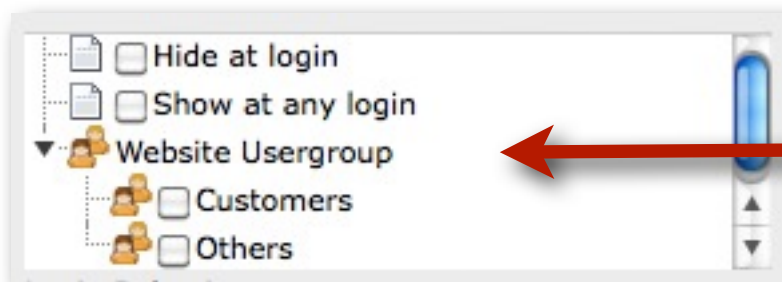 Hide at login
Show at any login
Website Usergroup
Customers
Others